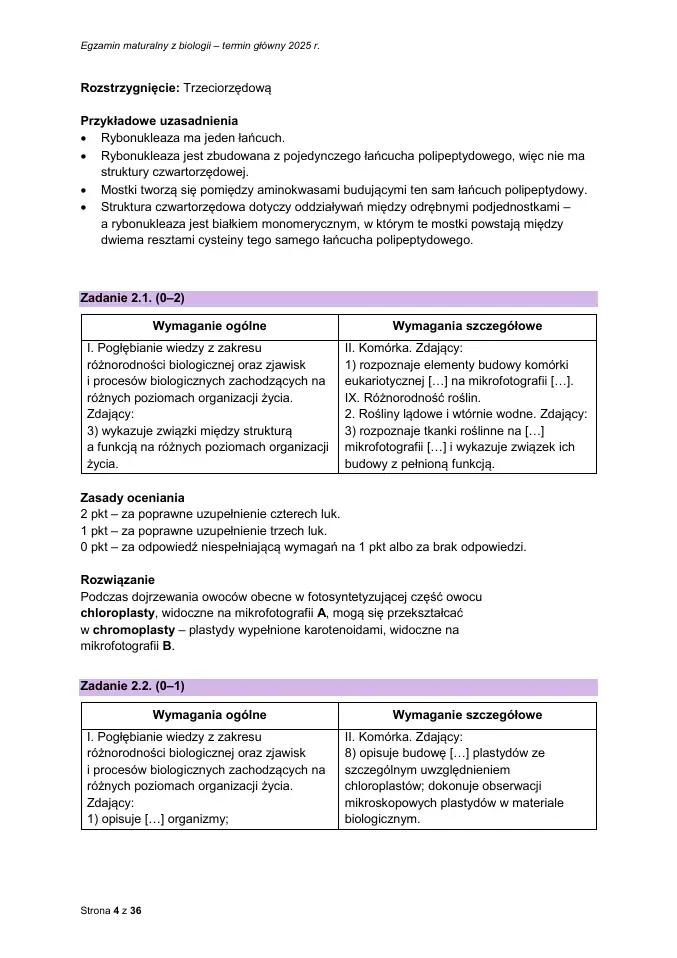 Egzamin maturalny z biologii – termin główny 2025 r.
Rozstrzygnięcie: Trzeciorzędową
Przykładowe uzasadnienia
• Rybonukleaza ma jeden łańcuch.
• Rybonukleaza jest zbudowana z pojedynczego łańcucha polipeptydowego, więc nie ma
struktury czwartorzędowej.
• Mostki tworzą się pomiędzy aminokwasami budującymi ten sam łańcuch polipeptydowy.
• Struktura czwartorzędowa dotyczy oddziaływań między odrębnymi podjednostkami –
a rybonukleaza jest białkiem monomerycznym, w którym te mostki powstają między
dwiema resztami cysteiny tego samego łańcucha polipeptydowego.
Zadanie 2.1. (0–2)
Wymaganie ogólne
I. Pogłębianie wiedzy z zakresu
różnorodności biologicznej oraz zjawisk
i procesów biologicznych zachodzących na
różnych poziomach organizacji życia.
Zdający:
3) wykazuje związki między strukturą
a funkcją na różnych poziomach organizacji
życia.
Wymagania szczegółowe
II. Komórka. Zdający:
1) rozpoznaje elementy budowy komórki
eukariotycznej […] na mikrofotografii […].
IX. Różnorodność roślin.
2. Rośliny lądowe i wtórnie wodne. Zdający:
3) rozpoznaje tkanki roślinne na […]
mikrofotografii […] i wykazuje związek ich
budowy z pełnioną funkcją.
Zasady oceniania
2 pkt – za poprawne uzupełnienie czterech luk.
1 pkt – za poprawne uzupełnienie trzech luk.
0 pkt – za odpowiedź niespełniającą wymagań na 1 pkt albo za brak odpowiedzi.
Rozwiązanie
Podczas dojrzewania owoców obecne w fotosyntetyzującej część owocu
chloroplasty, widoczne na mikrofotografii A, mogą się przekształcać
w chromoplasty – plastydy wypełnione karotenoidami, widoczne na
mikrofotografii B.
Zadanie 2.2. (0–1)
Wymagania ogólne
I. Pogłębianie wiedzy z zakresu
różnorodności biologicznej oraz zjawisk
i procesów biologicznych zachodzących na
różnych poziomach organizacji życia.
Zdający:
1) opisuje […] organizmy;
Wymaganie szczegółowe
II. Komórka. Zdający:
8) opisuje budowę […] plastydów ze
szczególnym uwzględnieniem
chloroplastów; dokonuje obserwacji
mikroskopowych plastydów w materiale
biologicznym.
Strona 4 z 36